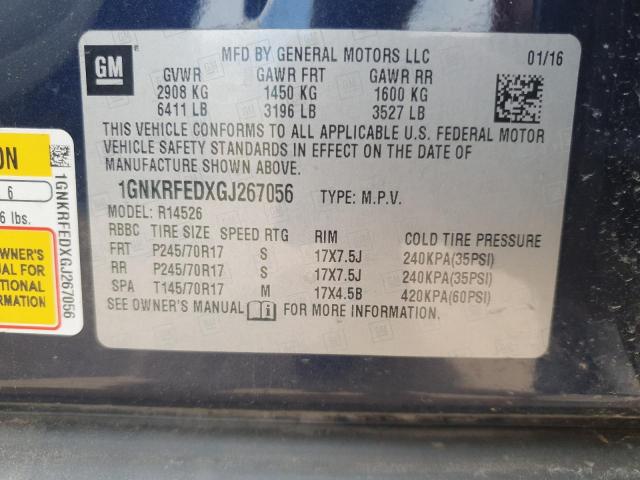 GM
MFD BY GENERAL MOTORS LLC 01/16
GVWR GAWR FRT GAWR RR
2908 KG 1450 KG 1600 KG
6411 LB 3196 LB 3527 LB
THIS VEHICLE CONFORMS TO ALL APPLICABLE U.S. FEDERAL MOTOR
VEHICLE SAFETY STANDARDS IN EFFECT ON THE DATE OF
MANUFACTURE SHOWN ABOVE.
1GNKRFEDXGJ267056 TYPE: M.P.V.
MODEL: R14526
RBBC TIRE SIZE SPEED RTG RIM COLD TIRE PRESSURE
FRT P245/70R17 S 17X7.5J 240KPA(35PSI)
RR P245/70R17 S 17X7.5J 240KPA(35PSI)
SPA T145/70R17 M 17X4.5B 420KPA(60PSI)
SEE OWNER'S MANUAL i FOR MORE INFORMATION.
ON
6
6 lbs.
OWNER'S
UAL FOR
TIONAL
RMATION
1GNKRFEDXGJ267056